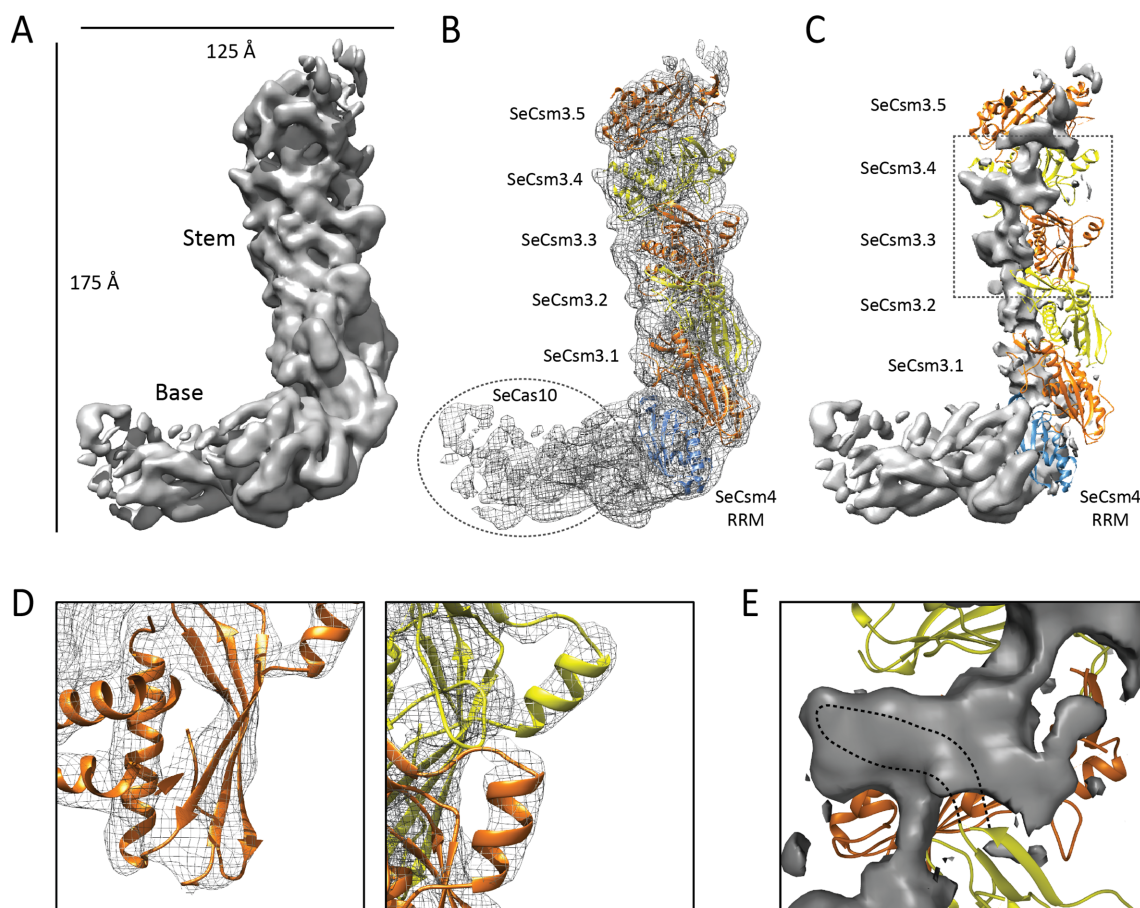 A
125 Å
175 Å
Stem
Base
B
SeCsm3.5
SeCsm3.4
SeCsm3.3
SeCsm3.2
SeCsm3.1
SeCas10
SeCsm4
RRM
C
SeCsm3.5
SeCsm3.4
SeCsm3.3
SeCsm3.2
SeCsm3.1
SeCsm4
RRM
D
E